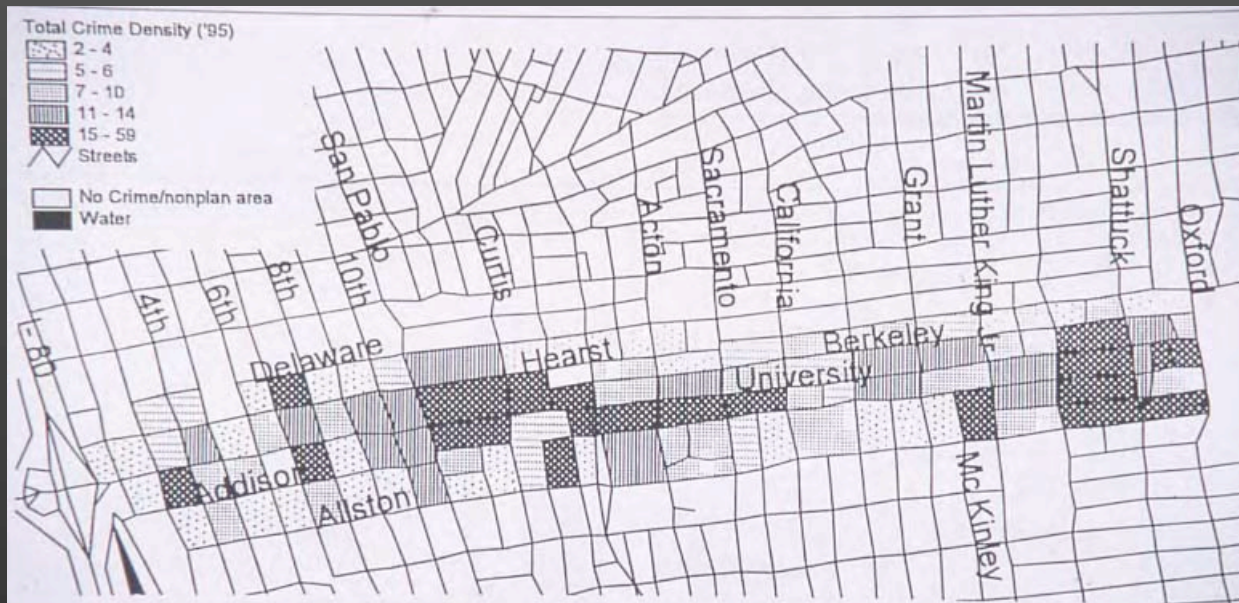 Total Crime Density ('95)
2 - 4
5 - 6
7 - 10
11 - 14
15 - 59
Streets
No Crime/nonplan area
Water
San Pablo
Curtis
Acton
Sacramento
California
Grant
Martin Luther King Jr
Shattuck
Oxford
I - 80
4th
6th
8th
10th
Delaware
Hearst
Berkeley
University
Addison
Allston
McKinley